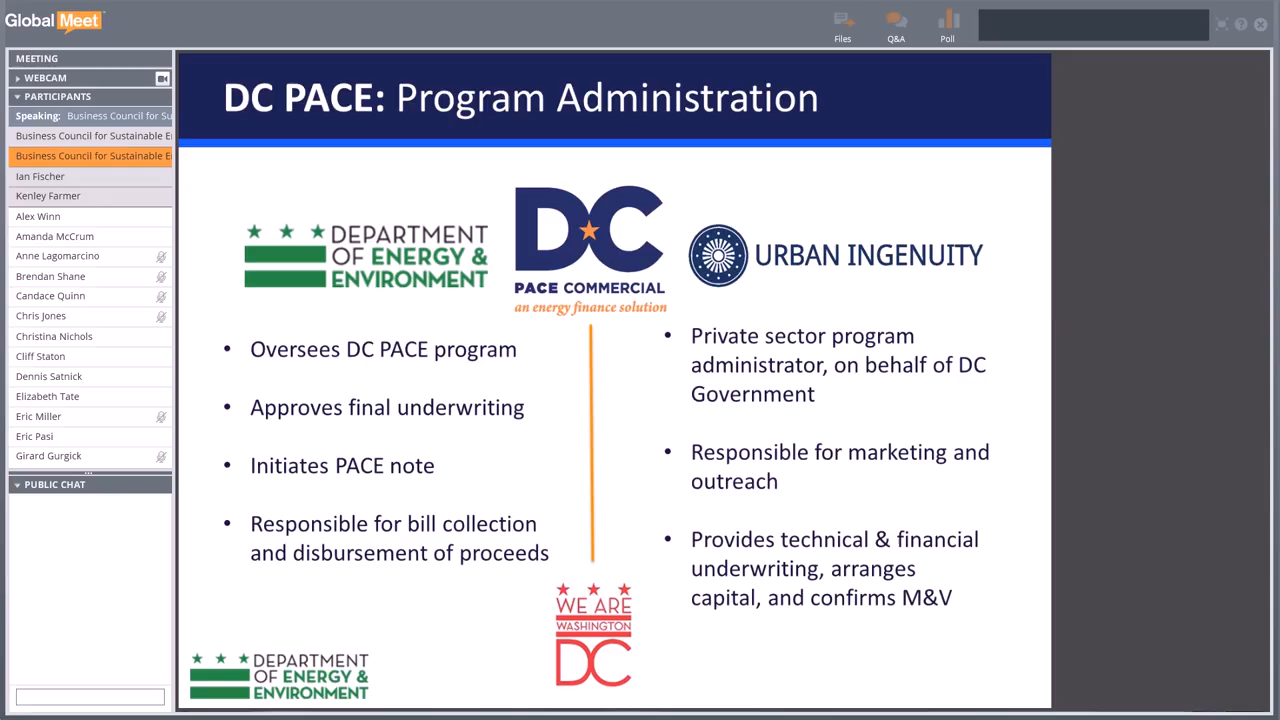 Global Meet
Files
Q&A
Poll
MEETING
WEBCAM
PARTICIPANTS
Speaking: Business Council for Su
Business Council for Sustainable E
Business Council for Sustainable E
Ian Fischer
Kenley Farmer
Alex Winn
Amanda McCrum
Anne Lagomarcino
Brendan Shane
Candace Quinn
Chris Jones
Christina Nichols
Cliff Staton
Dennis Satnick
Elizabeth Tate
Eric Miller
Eric Pasi
Girard Gurgick
PUBLIC CHAT
DC PACE: Program Administration
DEPARTMENT
OF ENERGY &
ENVIRONMENT
DC
PACE COMMERCIAL
an energy finance solution
URBAN INGENUITY
• Oversees DC PACE program
• Approves final underwriting
• Initiates PACE note
• Responsible for bill collection
and disbursement of proceeds
• Private sector program
administrator, on behalf of DC
Government
• Responsible for marketing and
outreach
• Provides technical & financial
underwriting, arranges
capital, and confirms M&V
WE ARE
WASHINGTON
DC
DEPARTMENT
OF ENERGY &
ENVIRONMENT